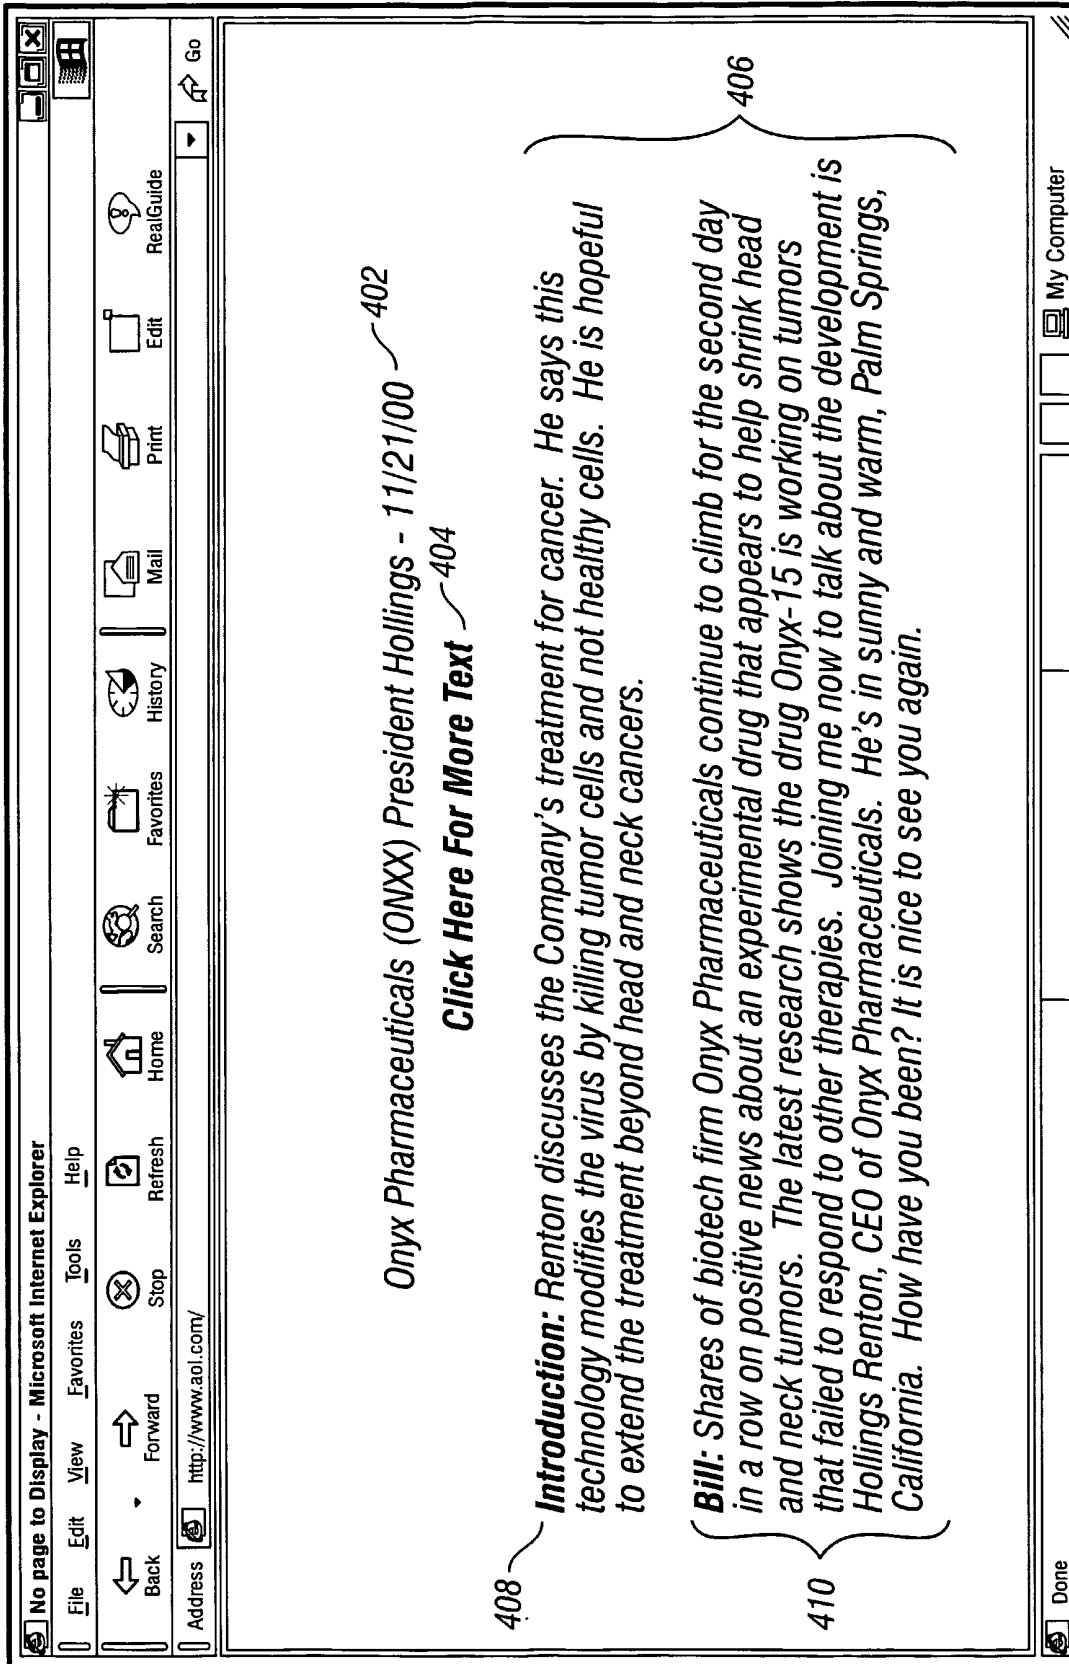 No page to Display - Microsoft Internet Explorer
File Edit View Favorites Tools Help
Back Forward Stop Refresh Home Search Favorites History Mail Print Edit RealGuide
Address http://www.aol.com/ Go
Onyx Pharmaceuticals (ONXX) President Hollings - 11/21/00 402
Click Here For More Text 404
408 Introduction: Renton discusses the Company's treatment for cancer. He says this
technology modifies the virus by killing tumor cells and not healthy cells. He is hopeful
to extend the treatment beyond head and neck cancers.
406
Bill: Shares of biotech firm Onyx Pharmaceuticals continue to climb for the second day
in a row on positive news about an experimental drug that appears to help shrink head
and neck tumors. The latest research shows the drug Onyx-15 is working on tumors
410 that failed to respond to other therapies. Joining me now to talk about the development is
Hollings Renton, CEO of Onyx Pharmaceuticals. He's in sunny and warm, Palm Springs,
California. How have you been? It is nice to see you again.
Done My Computer